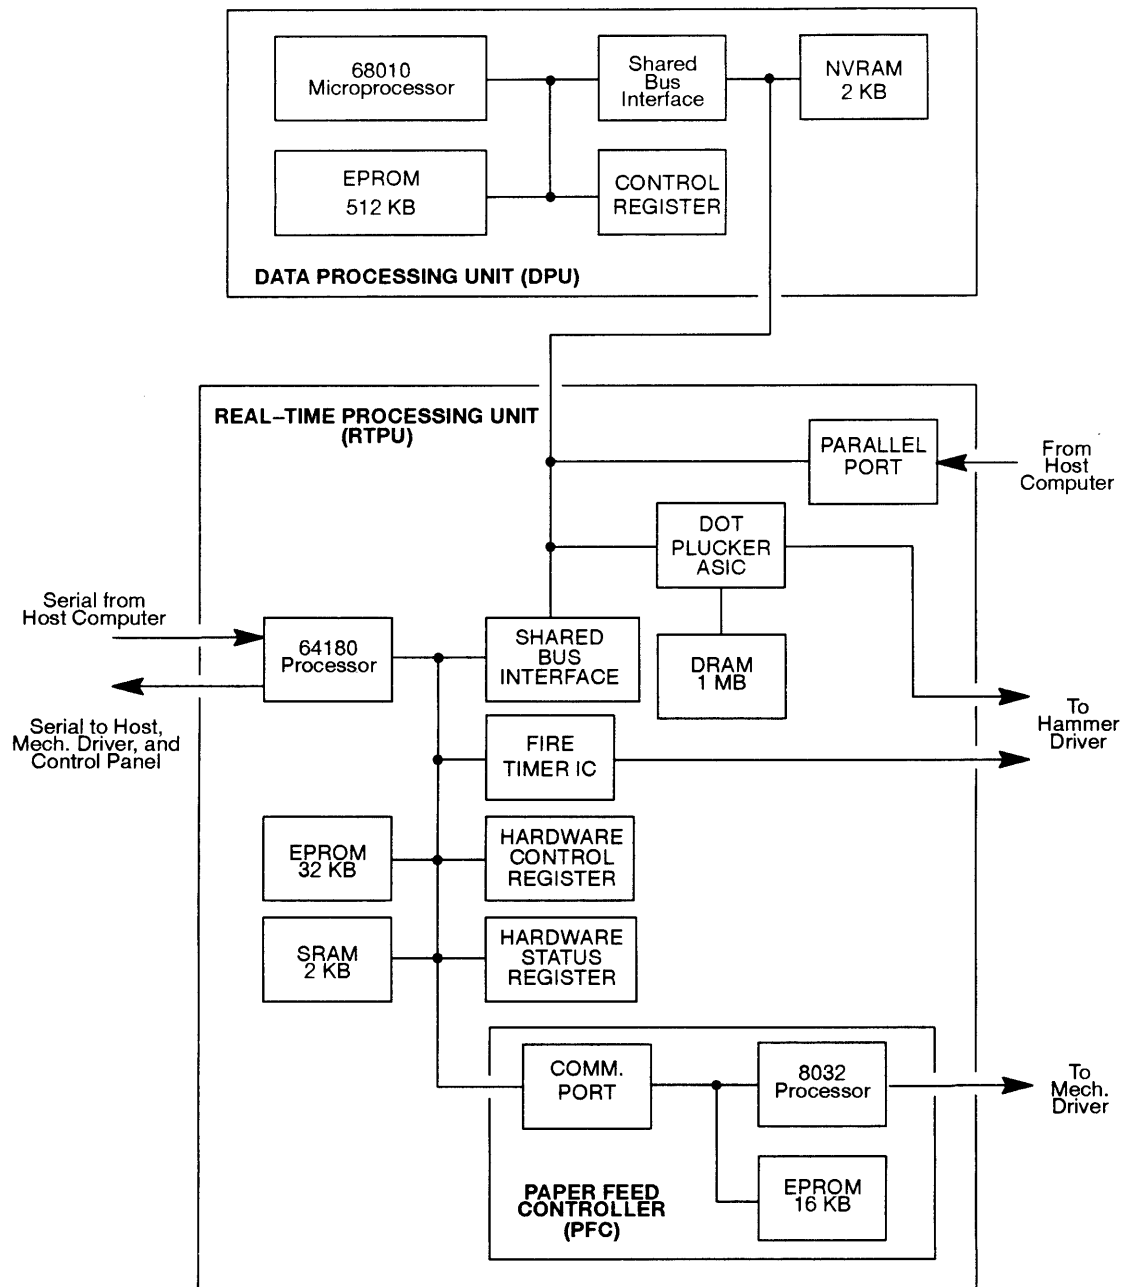 68010
Microprocessor
Shared
Bus
Interface
NVRAM
2 KB
EPROM
512 KB
CONTROL
REGISTER
DATA PROCESSING UNIT (DPU)
REAL–TIME PROCESSING UNIT
(RTPU)
PARALLEL
PORT
From
Host
Computer
DOT
PLUCKER
ASIC
Serial from
Host Computer
64180
Processor
SHARED
BUS
INTERFACE
DRAM
1 MB
Serial to Host,
Mech. Driver, and
Control Panel
To
Hammer
Driver
FIRE
TIMER IC
EPROM
32 KB
HARDWARE
CONTROL
REGISTER
SRAM
2 KB
HARDWARE
STATUS
REGISTER
COMM.
PORT
8032
Processor
To
Mech.
Driver
EPROM
16 KB
PAPER FEED
CONTROLLER
(PFC)